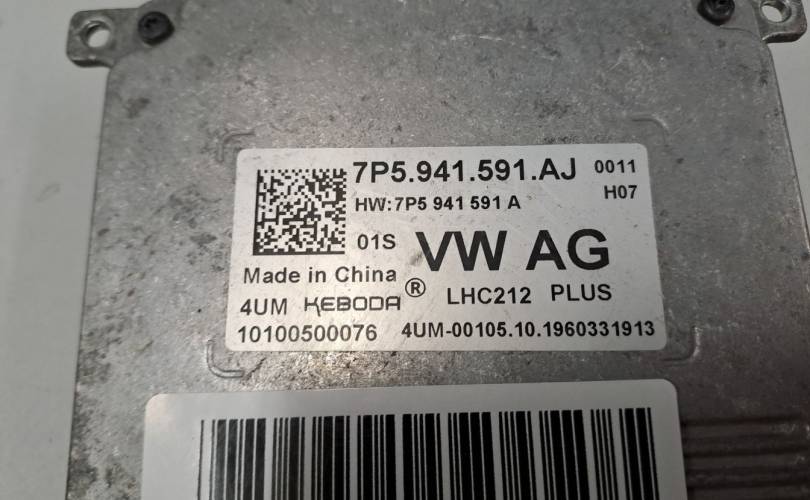 7P5.941.591.AJ 0011
HW:7P5 941 591 A H07
01S VW AG
Made in China
4UM KEBODA® LHC212 PLUS
10100500076 4UM-00105.10.1960331913